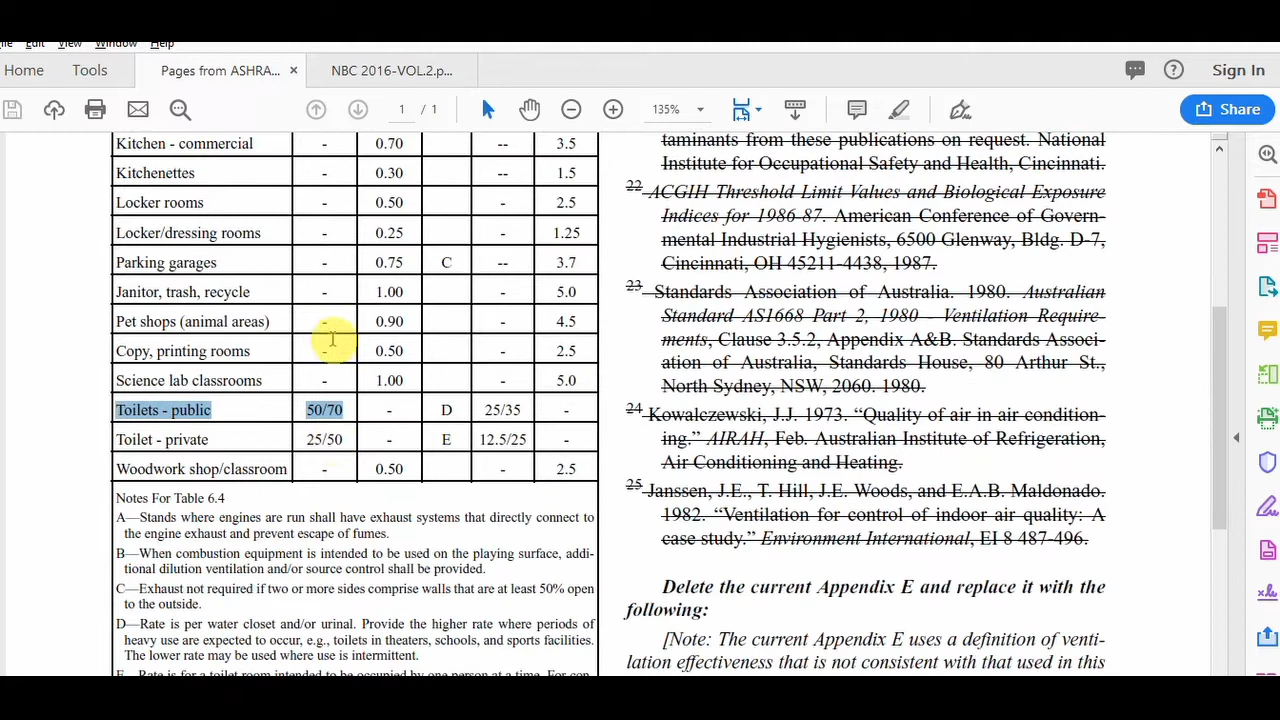 File Edit View Window Help
Home Tools Pages from ASHRA... × NBC 2016-VOL.2.p... Sign In
1 / 1 135% Share
Kitchen - commercial - 0.70 -- 3.5
Kitchenettes - 0.30 -- 1.5
Locker rooms - 0.50 - 2.5
Locker/dressing rooms - 0.25 - 1.25
Parking garages - 0.75 C -- 3.7
Janitor, trash, recycle - 1.00 - 5.0
Pet shops (animal areas) - 0.90 - 4.5
Copy, printing rooms - 0.50 - 2.5
Science lab classrooms - 1.00 - 5.0
Toilets - public 50/70 - D 25/35 -
Toilet - private 25/50 - E 12.5/25 -
Woodwork shop/classroom - 0.50 - 2.5
Notes For Table 6.4
A—Stands where engines are run shall have exhaust systems that directly connect to
the engine exhaust and prevent escape of fumes.
B—When combustion equipment is intended to be used on the playing surface, addi-
tional dilution ventilation and/or source control shall be provided.
C—Exhaust not required if two or more sides comprise walls that are at least 50% open
to the outside.
D—Rate is per water closet and/or urinal. Provide the higher rate where periods of
heavy use are expected to occur, e.g., toilets in theaters, schools, and sports facilities.
The lower rate may be used where use is intermittent.
E—Rate is for a toilet room intended to be occupied by one person at a time. For con-
taminants from these publications on request. National
Institute for Occupational Safety and Health, Cincinnati.
22 ACGIH Threshold Limit Values and Biological Exposure
Indices for 1986-87. American Conference of Govern-
mental Industrial Hygienists, 6500 Glenway, Bldg. D-7,
Cincinnati, OH 45211-4438, 1987.
23 Standards Association of Australia. 1980. Australian
Standard AS1668 Part 2, 1980 - Ventilation Require-
ments, Clause 3.5.2, Appendix A&B. Standards Associ-
ation of Australia, Standards House, 80 Arthur St.,
North Sydney, NSW, 2060. 1980.
24 Kowalczewski, J.J. 1973. “Quality of air in air condition-
ing.” AIRAH, Feb. Australian Institute of Refrigeration,
Air Conditioning and Heating.
25 Janssen, J.E., T. Hill, J.E. Woods, and E.A.B. Maldonado.
1982. “Ventilation for control of indoor air quality: A
case study.” Environment International, EI 8 487-496.
Delete the current Appendix E and replace it with the
following:
[Note: The current Appendix E uses a definition of venti-
lation effectiveness that is not consistent with that used in this